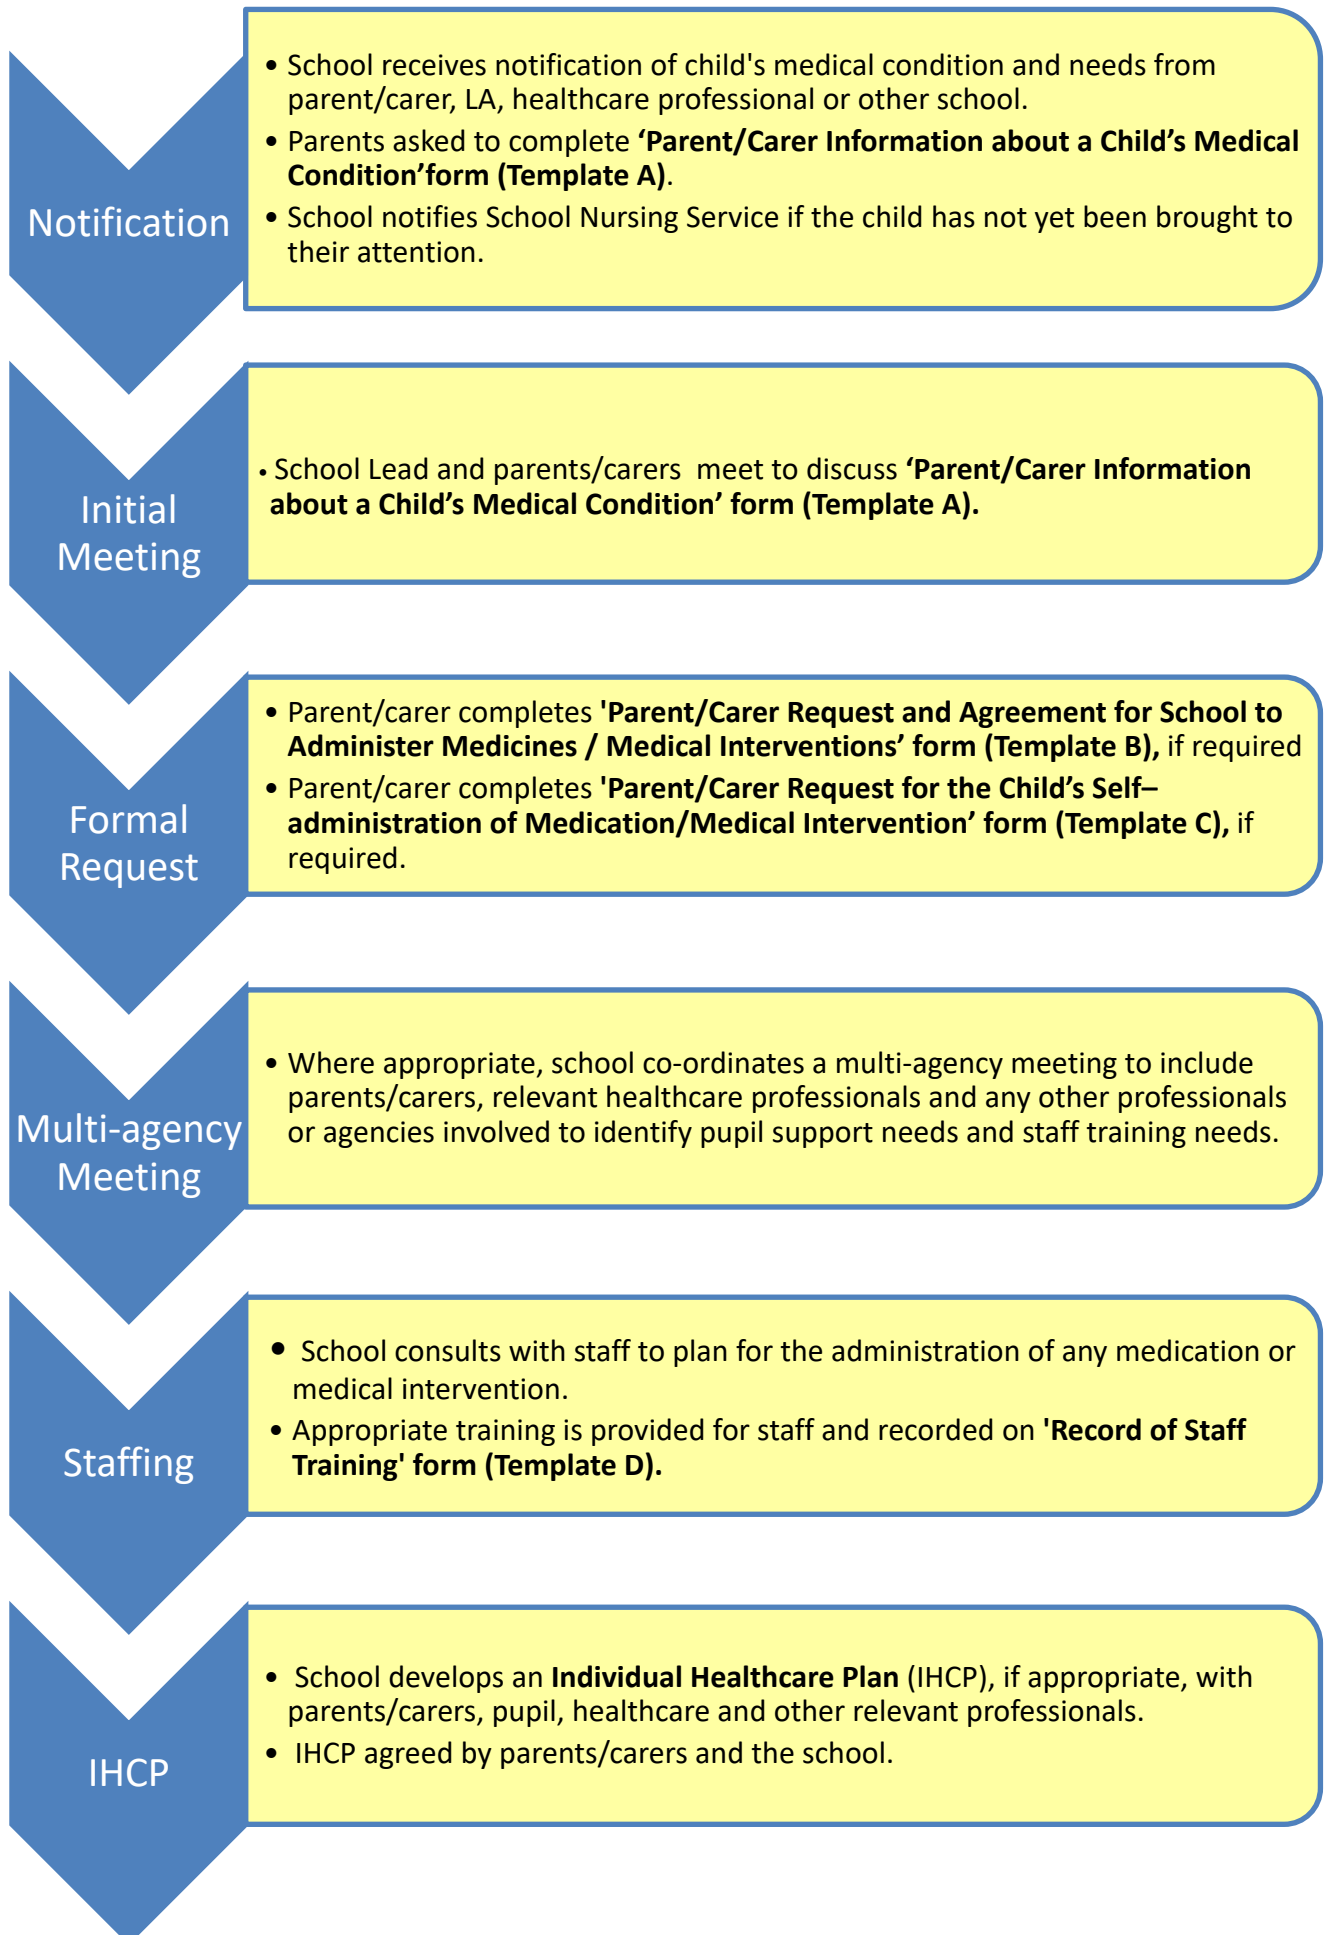 Notification
• School receives notification of child's medical condition and needs from
parent/carer, LA, healthcare professional or other school.
• Parents asked to complete ‘Parent/Carer Information about a Child’s Medical
Condition’form (Template A).
• School notifies School Nursing Service if the child has not yet been brought to
their attention.
Initial
Meeting
• School Lead and parents/carers  meet to discuss ‘Parent/Carer Information
about a Child’s Medical Condition’ form (Template A).
Formal
Request
• Parent/carer completes 'Parent/Carer Request and Agreement for School to
Administer Medicines / Medical Interventions’ form (Template B), if required
• Parent/carer completes 'Parent/Carer Request for the Child’s Self–
administration of Medication/Medical Intervention’ form (Template C), if
required.
Multi-agency
Meeting
• Where appropriate, school co-ordinates a multi-agency meeting to include
parents/carers, relevant healthcare professionals and any other professionals
or agencies involved to identify pupil support needs and staff training needs.
Staffing
• School consults with staff to plan for the administration of any medication or
medical intervention.
• Appropriate training is provided for staff and recorded on 'Record of Staff
Training' form (Template D).
IHCP
• School develops an Individual Healthcare Plan (IHCP), if appropriate, with
parents/carers, pupil, healthcare and other relevant professionals.
• IHCP agreed by parents/carers and the school.